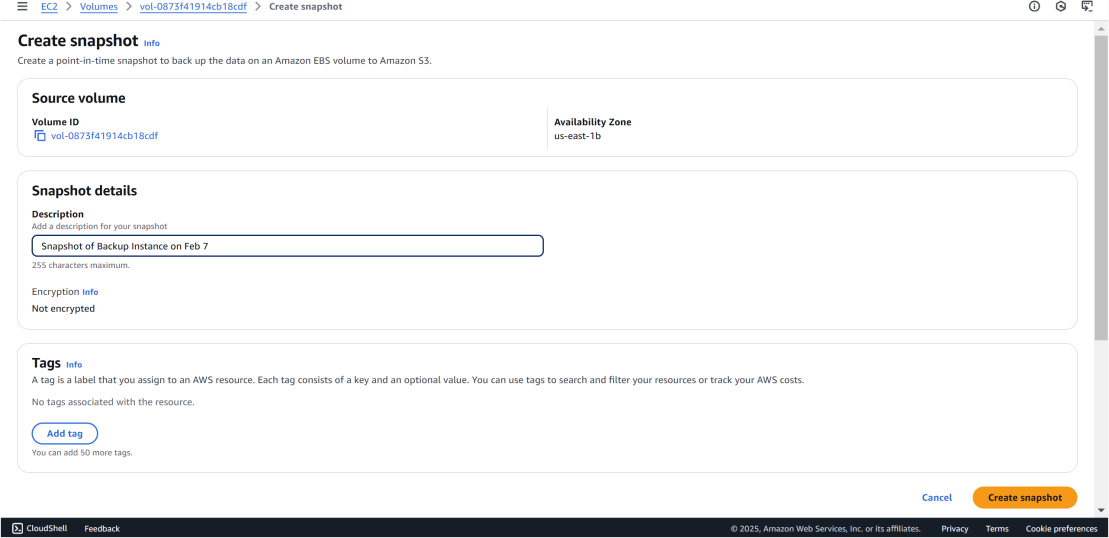 EC2 > Volumes > vol-0873f41914cb18cdf > Create snapshot
Create snapshot Info
Create a point-in-time snapshot to back up the data on an Amazon EBS volume to Amazon S3.
Source volume
Volume ID
vol-0873f41914cb18cdf
Availability Zone
us-east-1b
Snapshot details
Description
Add a description for your snapshot
Snapshot of Backup Instance on Feb 7
255 characters maximum.
Encryption Info
Not encrypted
Tags Info
A tag is a label that you assign to an AWS resource. Each tag consists of a key and an optional value. You can use tags to search and filter your resources or track your AWS costs.
No tags associated with the resource.
Add tag
You can add 50 more tags.
Cancel Create snapshot
CloudShell Feedback © 2025, Amazon Web Services, Inc. or its affiliates. Privacy Terms Cookie preferences